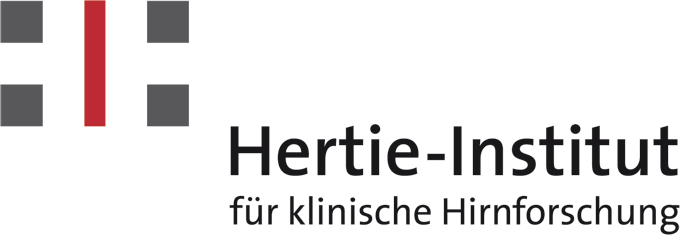 Hertie-Institut
für klinische Hirnforschung